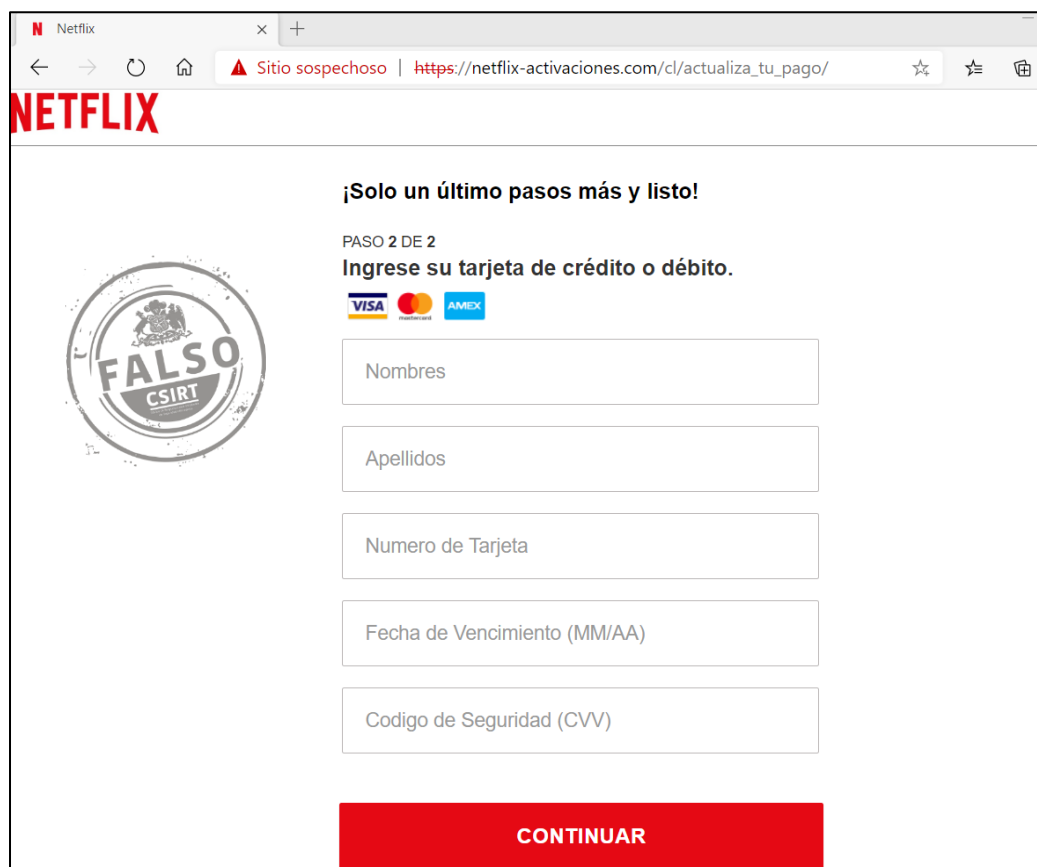 N Netflix
Sitio sospechoso | https://netflix-activaciones.com/cl/actualiza_tu_pago/
NETFLIX
¡Solo un último pasos más y listo!
PASO 2 DE 2
Ingrese su tarjeta de crédito o débito.
VISA mastercard AMEX
FALSO
CSIRT
Nombres
Apellidos
Numero de Tarjeta
Fecha de Vencimiento (MM/AA)
Codigo de Seguridad (CVV)
CONTINUAR